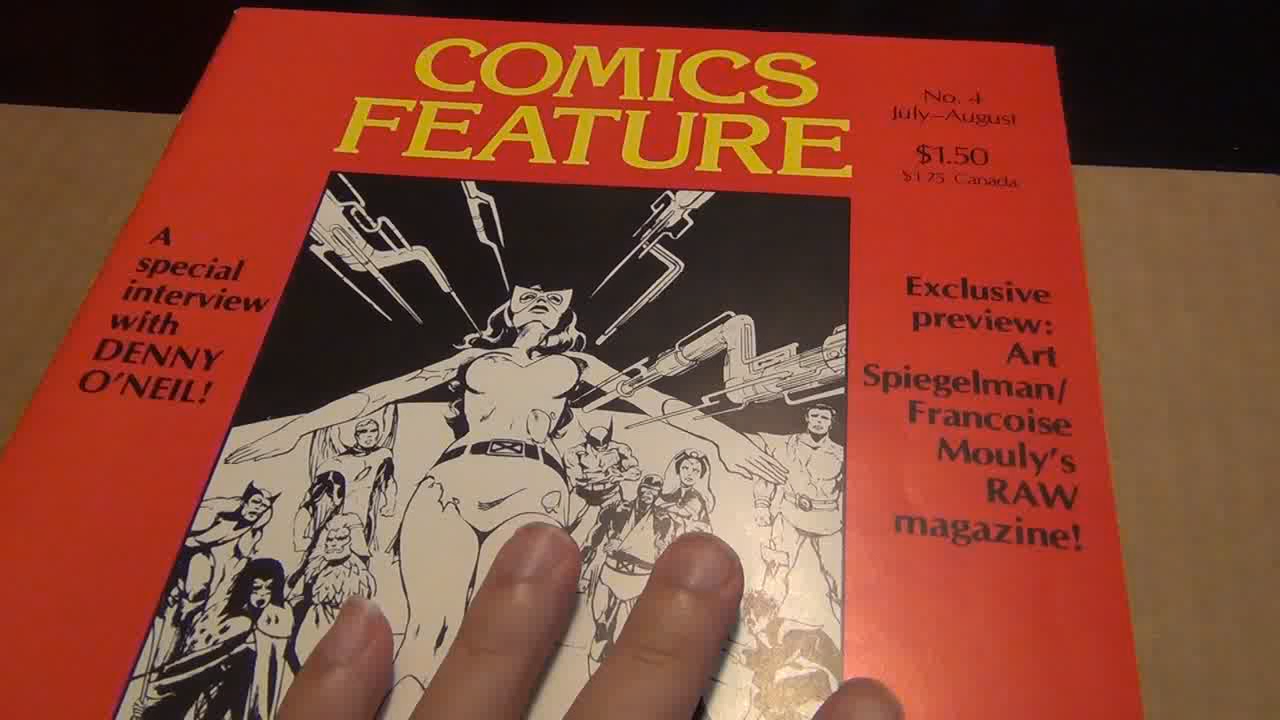 COMICS
FEATURE
No. 4
July–August
$1.50
$1.75 Canada
A
special
interview
with
DENNY
O'NEIL!
Exclusive
preview:
Art
Spiegelman/
Francoise
Mouly's
RAW
magazine!